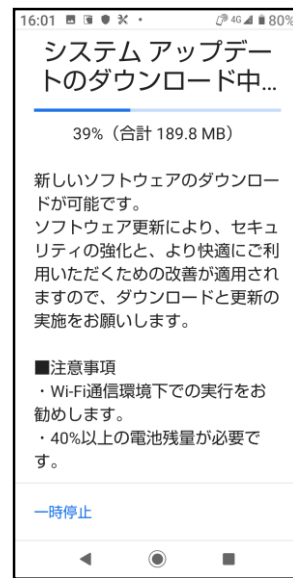 16:01 4G 80%
システム アップデー
トのダウンロード中...
39%（合計 189.8 MB）
新しいソフトウェアのダウンロー
ドが可能です。
ソフトウェア更新により、セキュ
リティの強化と、より快適にご利
用いただくための改善が適用され
ますので、ダウンロードと更新の
実施をお願いします。
■注意事項
・Wi-Fi通信環境下での実行をお
勧めします。
・40%以上の電池残量が必要で
す。
一時停止